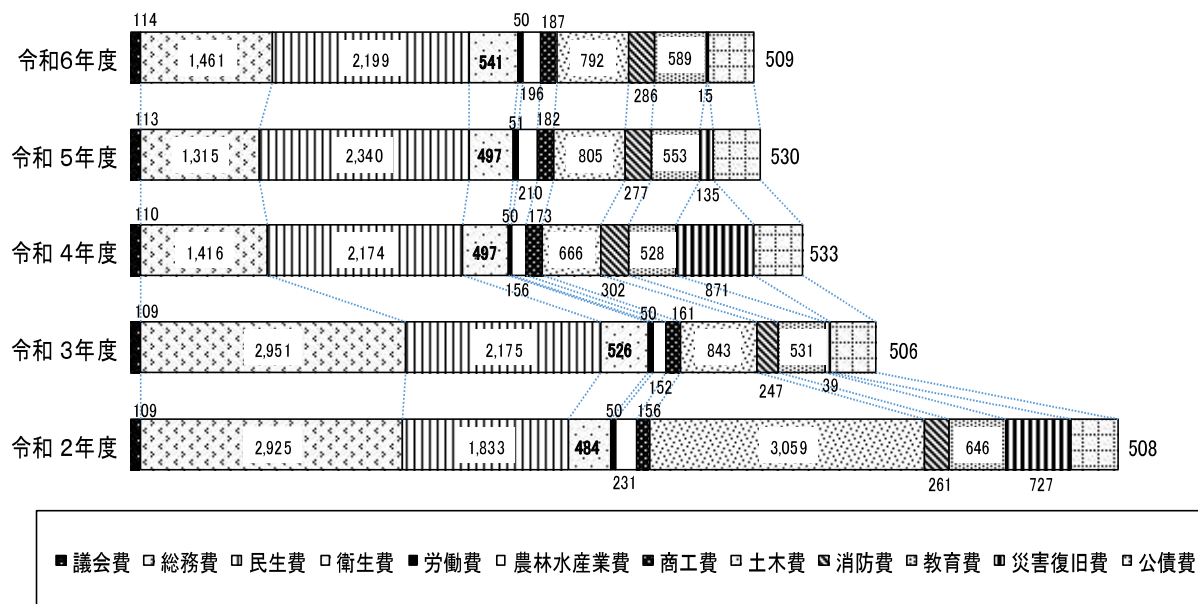 114 50 187
令和6年度 1,461 2,199 541 792 589 509
196 286 15
113 51 182
令和 5年度 1,315 2,340 497 805 553 530
210 277 135
110 50 173
令和 4年度 1,416 2,174 497 666 528 533
156 302 871
109 50 161
令和 3年度 2,951 2,175 526 843 531 506
152 247 39
109 50 156
令和 2年度 2,925 1,833 484 3,059 646 508
231 261 727
議会費 総務費 民生費 衛生費 労働費 農林水産業費 商工費 土木費 消防費 教育費 災害復旧費 公債費